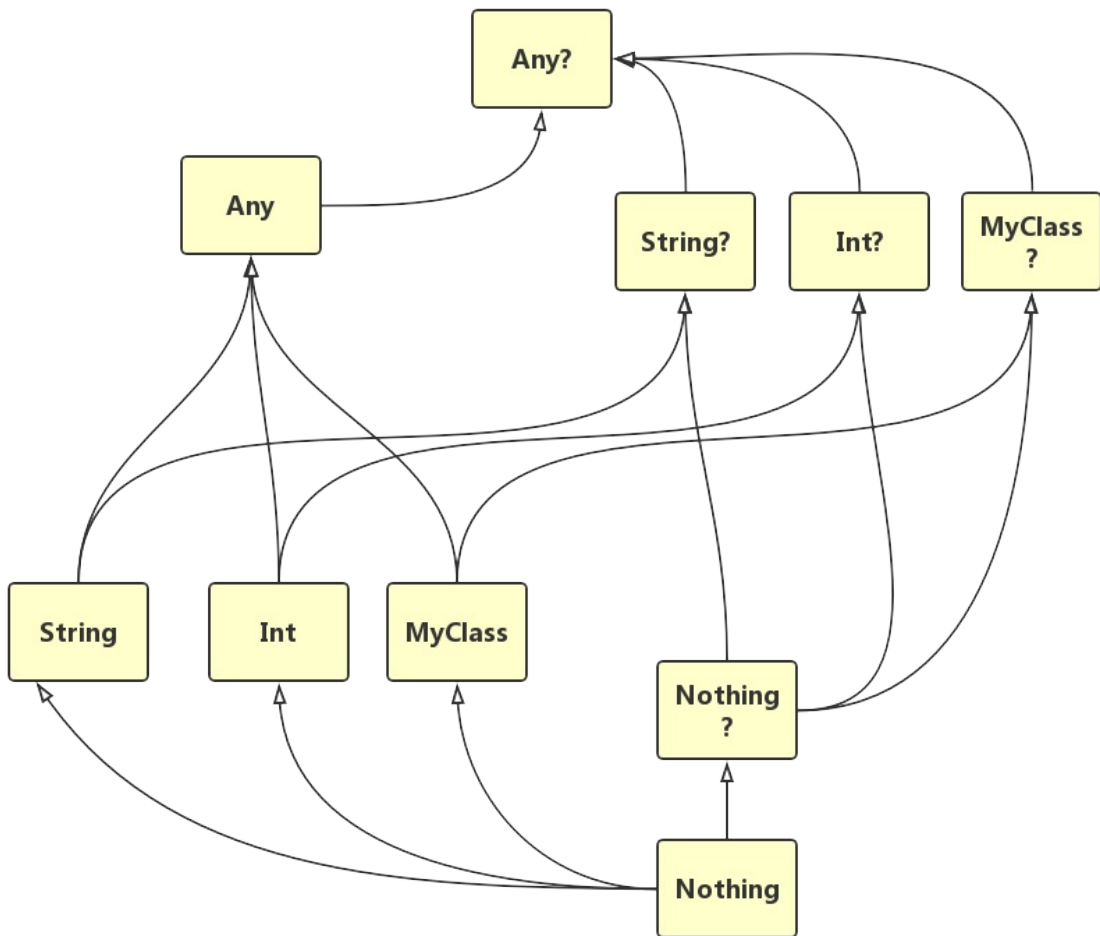 Any?
Any
String?
Int?
MyClass
?
String
Int
MyClass
Nothing
?
Nothing